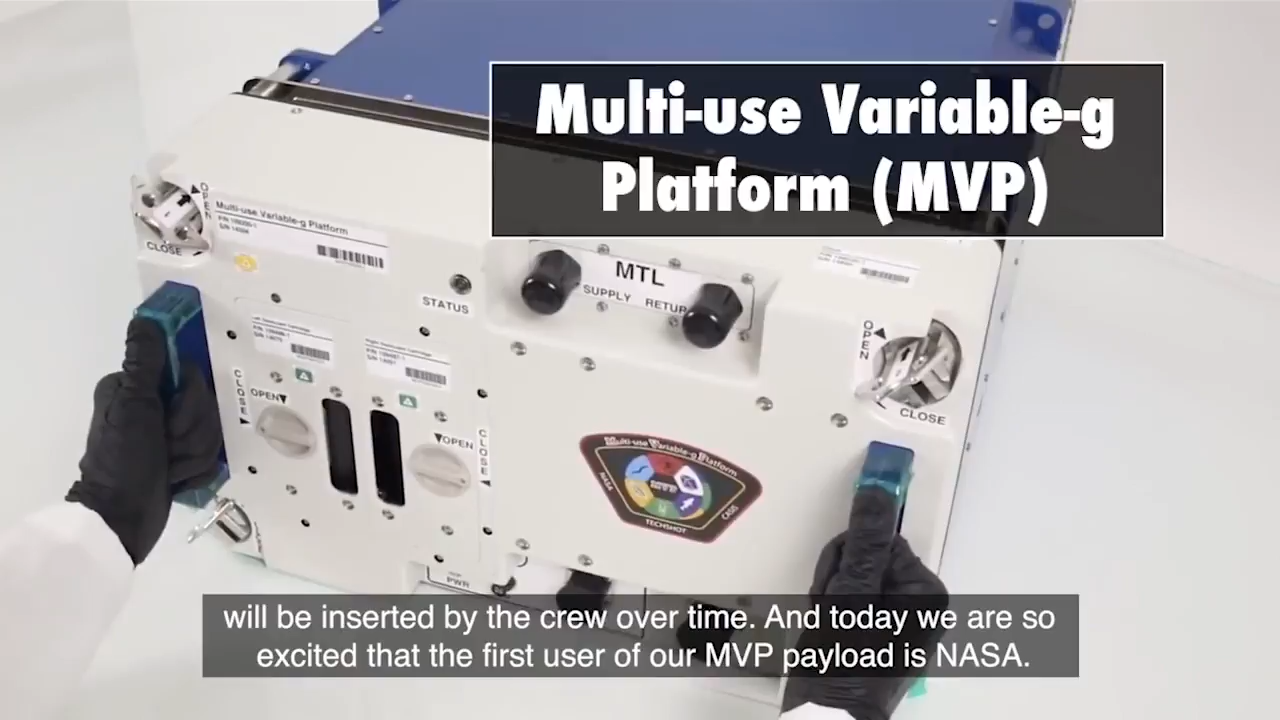 Multi-use Variable-g
Platform (MVP)
OPEN
CLOSE
Multi-use Variable-g Platform
STATUS
MTL
SUPPLY
RETUR
OPEN
CLOSE
CLOSE
OPEN
OPEN
CLOSE
Multi-use Variable-g Platform
NASA
CASIS
TECHSHOT
PWR
will be inserted by the crew over time. And today we are so
excited that the first user of our MVP payload is NASA.